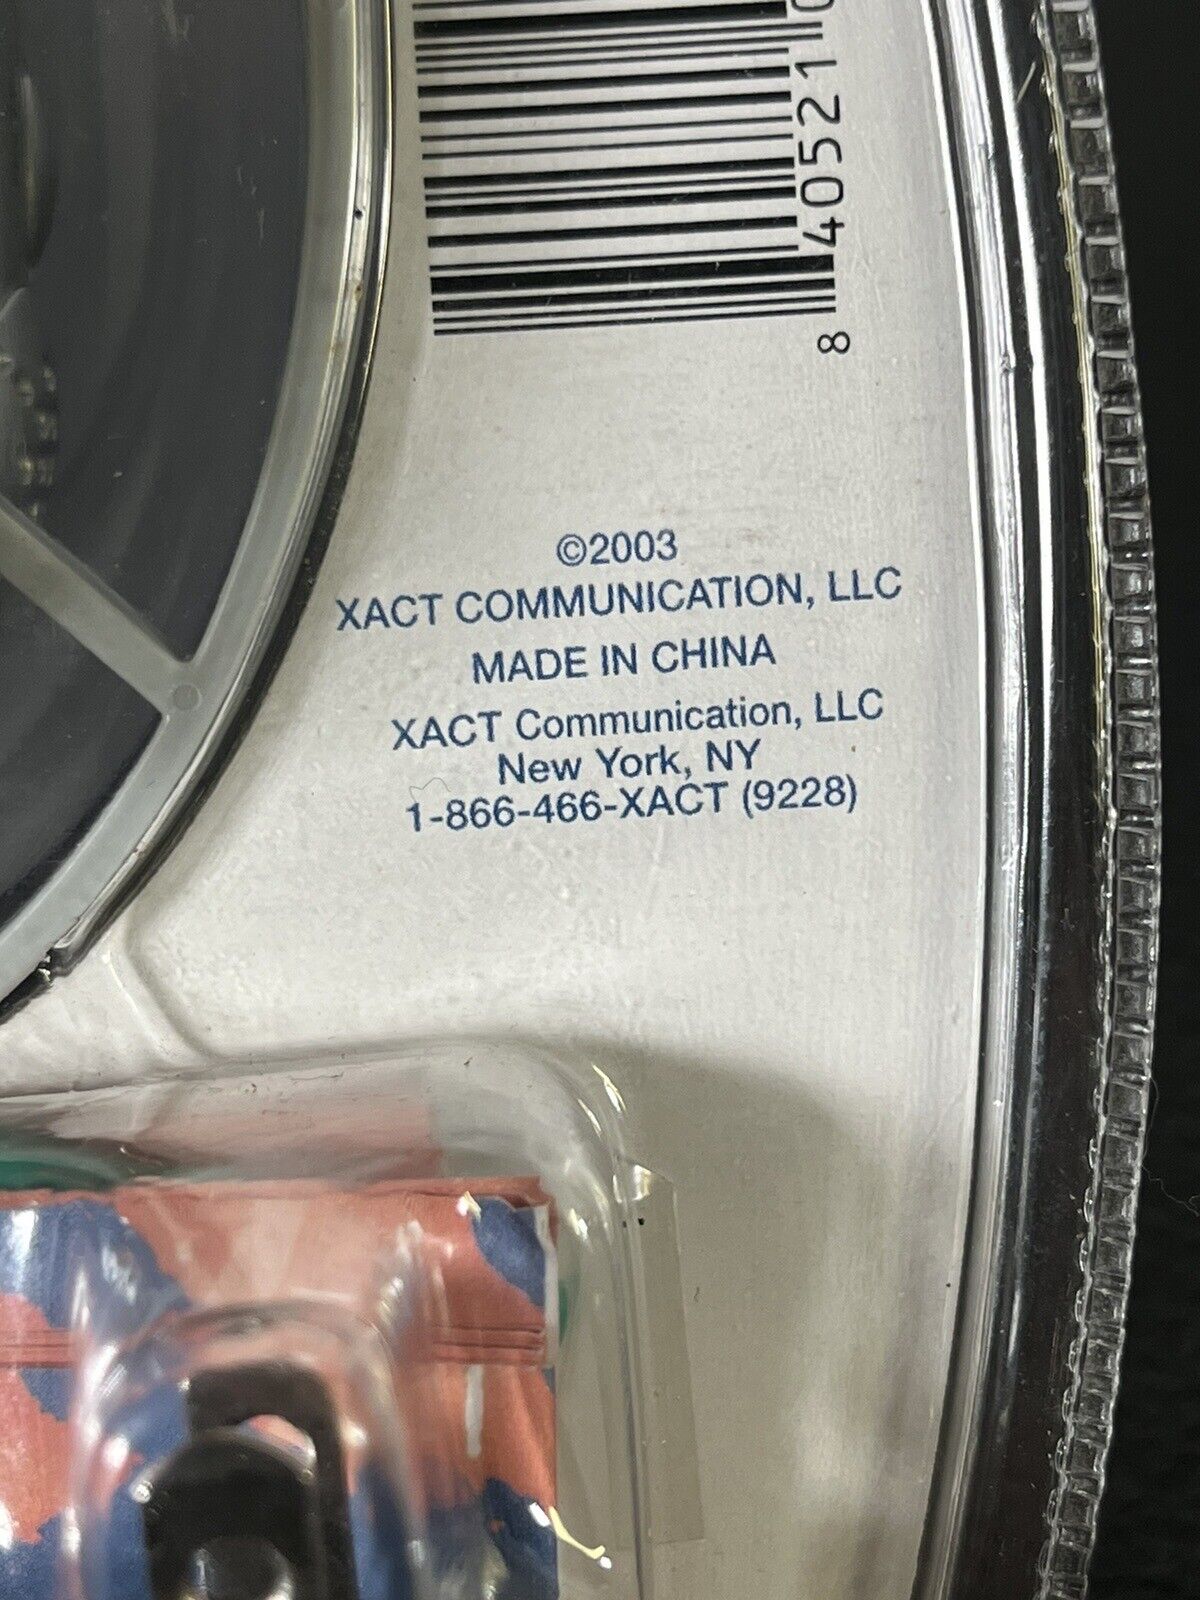 8 40521 0
©2003
XACT COMMUNICATION, LLC
MADE IN CHINA
XACT Communication, LLC
New York, NY
1-866-466-XACT (9228)